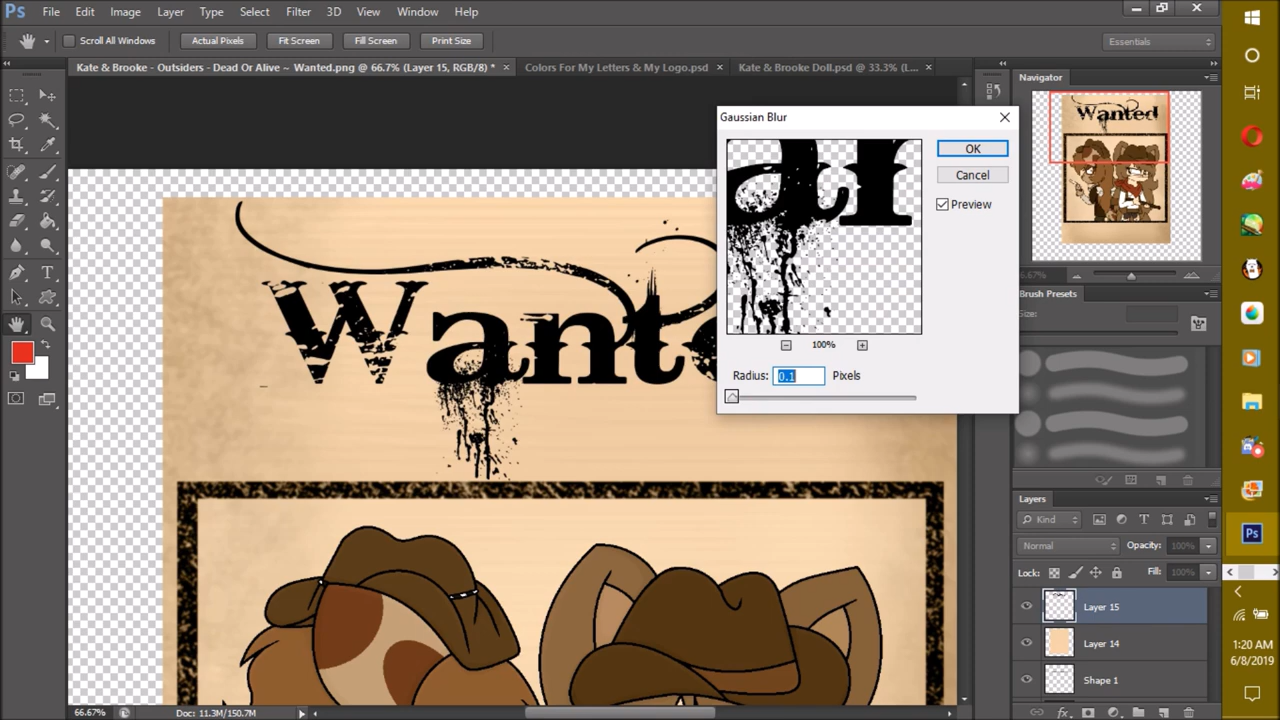 Ps File Edit Image Layer Type Select Filter 3D View Window Help
Scroll All Windows Actual Pixels Fit Screen Fill Screen Print Size Essentials
Kate & Brooke - Outsiders - Dead Or Alive ~ Wanted.png @ 66.7% (Layer 15, RGB/8) * × Colors For My Letters & My Logo.psd × Kate & Brooke Doll.psd @ 33.3% (L... ×
Navigator
Wanted
Gaussian Blur
OK
Cancel
Preview
100%
Radius: 0.1 Pixels
Brush Presets
Size:
Layers
Kind
Normal Opacity: 100%
Lock: Fill: 100%
Layer 15
Layer 14
Shape 1
66.67% Doc: 11.3M/150.7M
Ps
1:20 AM
6/8/2019